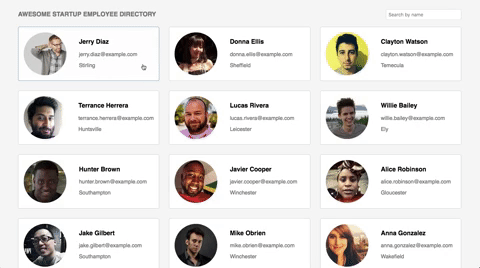 AWESOME STARTUP EMPLOYEE DIRECTORY
Search by name
Jerry Diaz
jerry.diaz@example.com
Stirling
Donna Ellis
donna.ellis@example.com
Sheffield
Clayton Watson
clayton.watson@example.com
Temecula
Terrance Herrera
terrance.herrera@example.com
Huntsville
Lucas Rivera
lucas.rivera@example.com
Leicester
Willie Bailey
willie.bailey@example.com
Ely
Hunter Brown
hunter.brown@example.com
Southampton
Javier Cooper
javier.cooper@example.com
Winchester
Alice Robinson
alice.robinson@example.com
Gloucester
Jake Gilbert
jake.gilbert@example.com
Southampton
Mike Obrien
mike.obrien@example.com
Winchester
Anna Gonzalez
anna.gonzalez@example.com
Wakefield